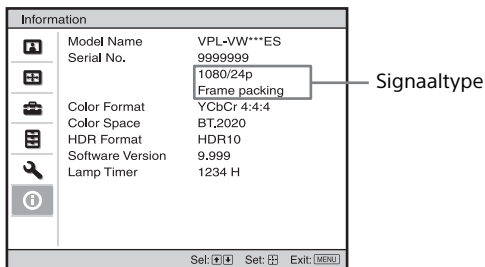 Information
Model Name VPL-VW***ES
Serial No. 9999999
1080/24p
Frame packing
Signaaltype
Color Format YCbCr 4:4:4
Color Space BT.2020
HDR Format HDR10
Software Version 9.999
Lamp Timer 1234 H
Sel: Set: Exit: MENU